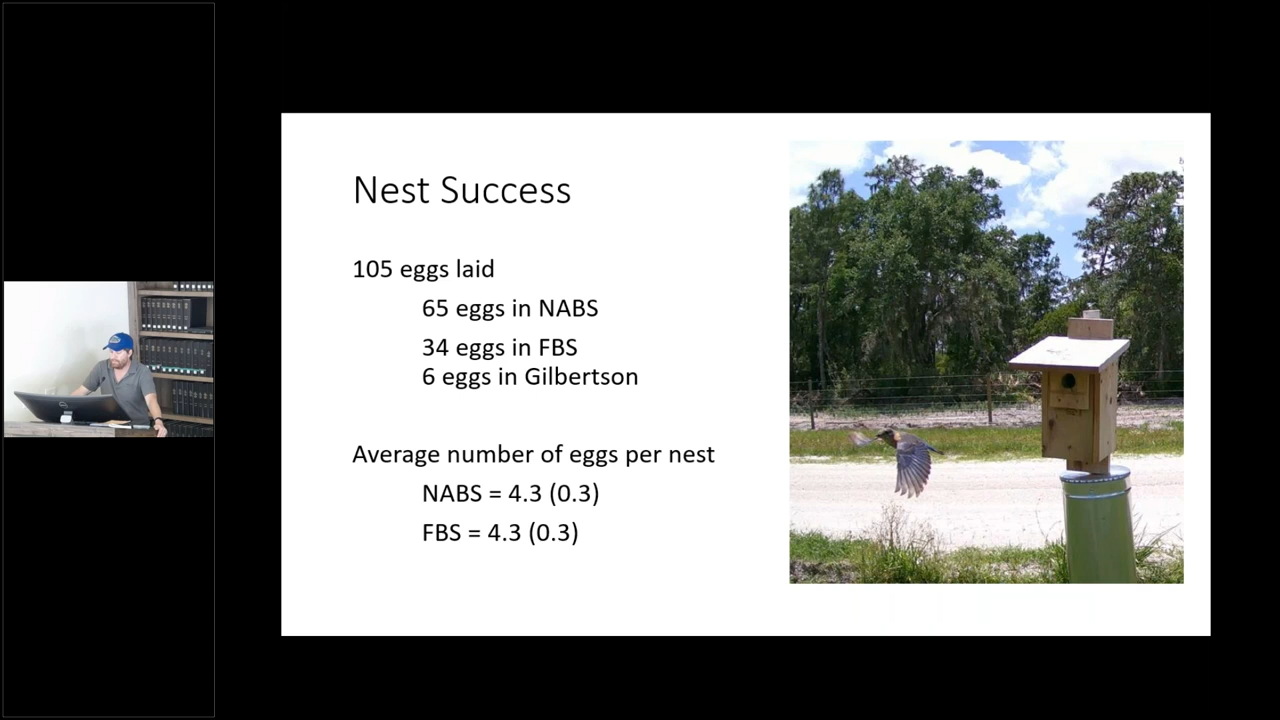 Nest Success
105 eggs laid
65 eggs in NABS
34 eggs in FBS
6 eggs in Gilbertson
Average number of eggs per nest
NABS = 4.3 (0.3)
FBS = 4.3 (0.3)